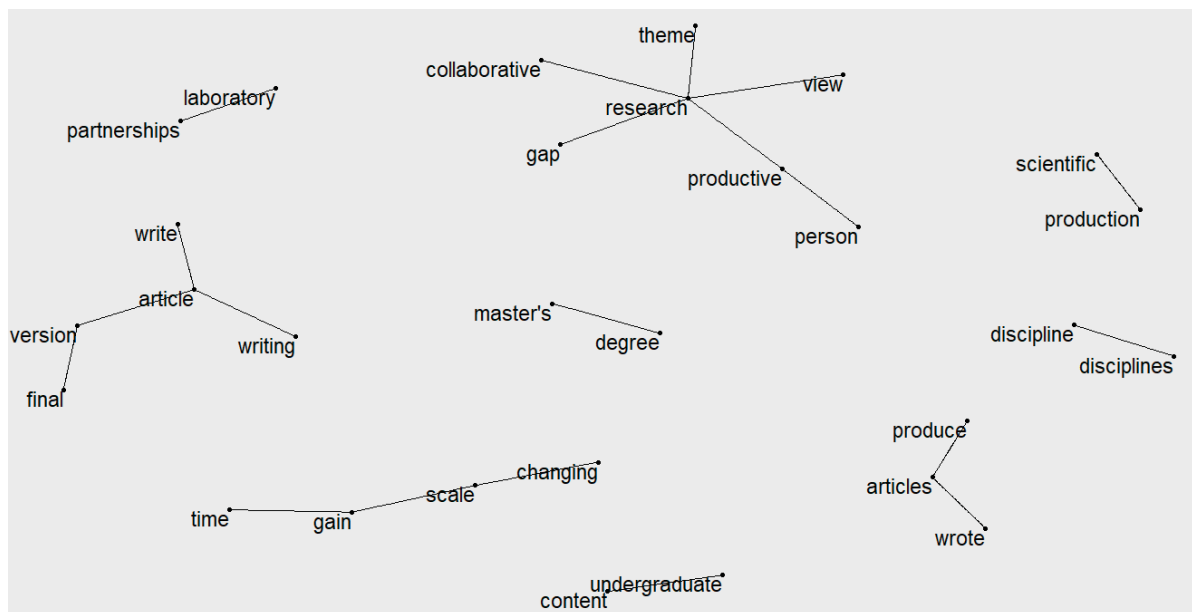 theme
collaborative
view
laboratory
research
partnerships
gap
scientific
productive
production
write
person
article
master's
version
discipline
writing
degree
disciplines
final
produce
changing
articles
scale
time
gain
wrote
undergraduate
content